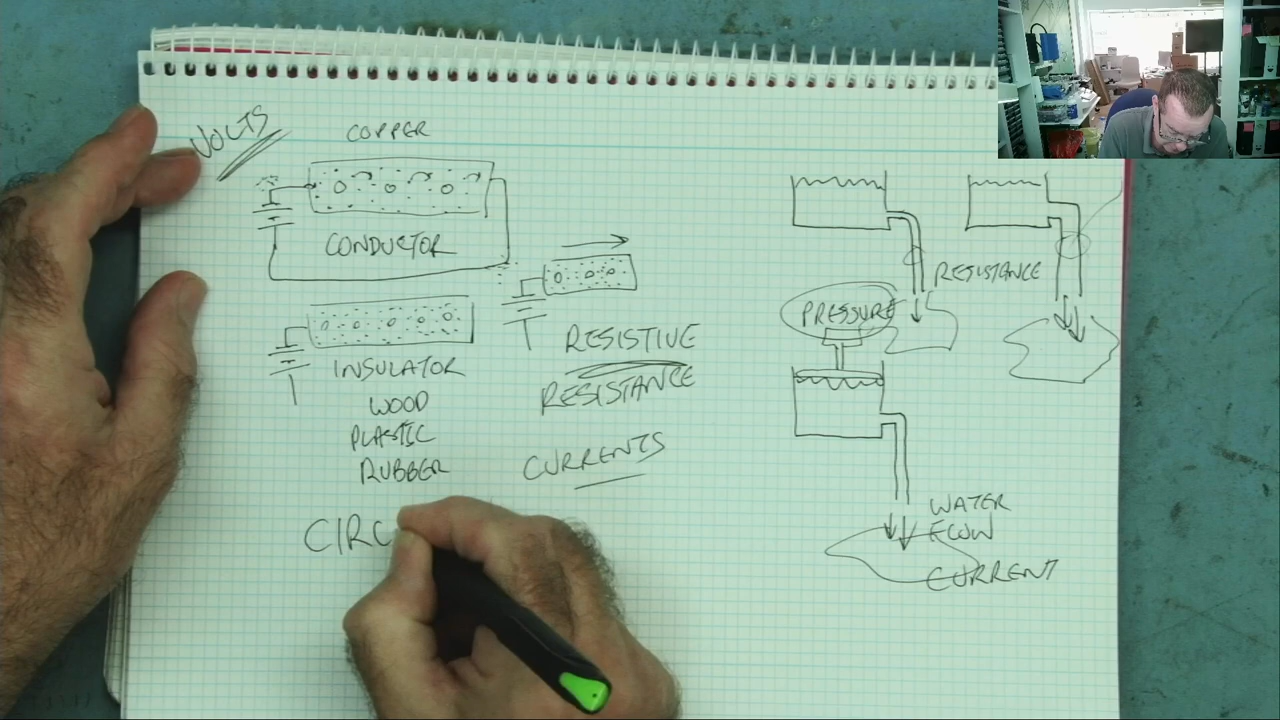 VOLTS
COPPER
CONDUCTOR
INSULATOR
WOOD
PLASTIC
RUBBER
RESISTIVE
RESISTANCE
CURRENTS
CIRC
RESISTANCE
PRESSURE
WATER
FLOW
CURRENT